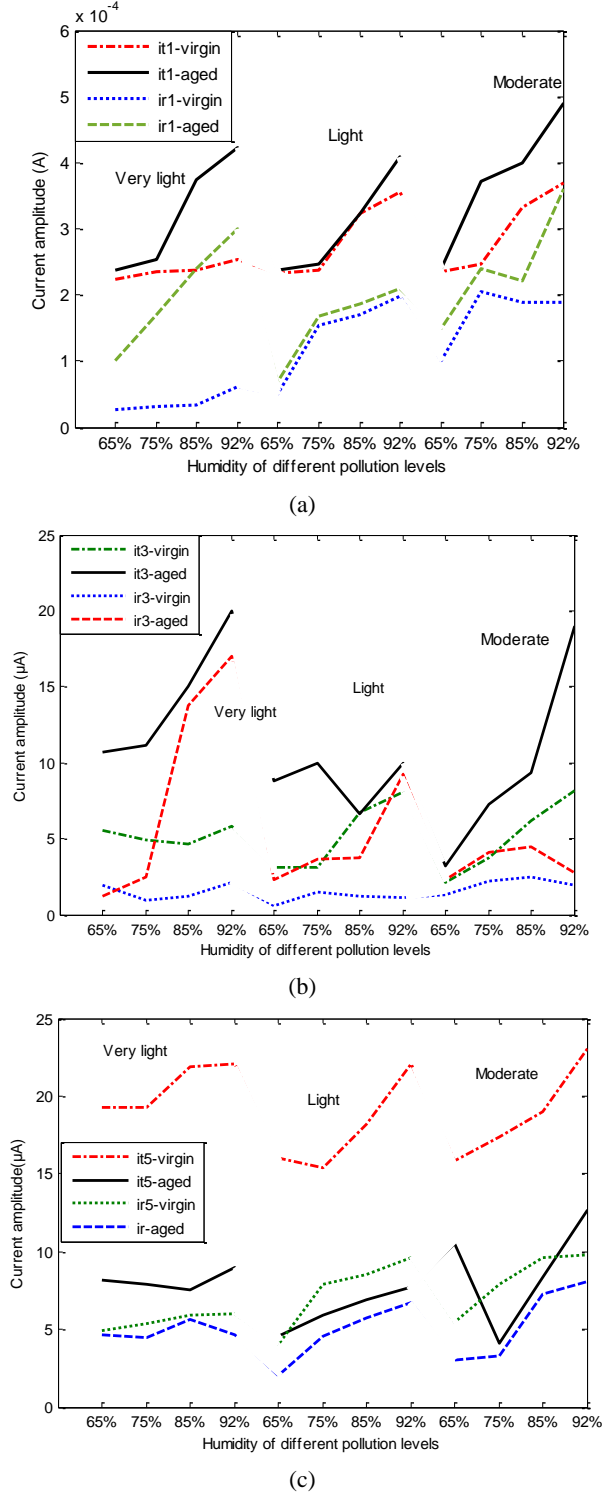 x 10-4
6
5
4
3
2
1
0
Current amplitude (A)
it1-virgin
it1-aged
ir1-virgin
ir1-aged
Very light
Light
Moderate
65% 75% 85% 92% 65% 75% 85% 92% 65% 75% 85% 92%
Humidity of different pollution levels
(a)
25
20
15
10
5
0
Current amplitude (µA)
it3-virgin
it3-aged
ir3-virgin
ir3-aged
Very light
Light
Moderate
65% 75% 85% 92% 65% 75% 85% 92% 65% 75% 85% 92%
Humidity of different pollution levels
(b)
25
20
15
10
5
0
Current amplitude(µA)
Very light
Light
Moderate
it5-virgin
it5-aged
ir5-virgin
ir-aged
65% 75% 85% 92% 65% 75% 85% 92% 65% 75% 85% 92%
Humidity of different pollution levels
(c)